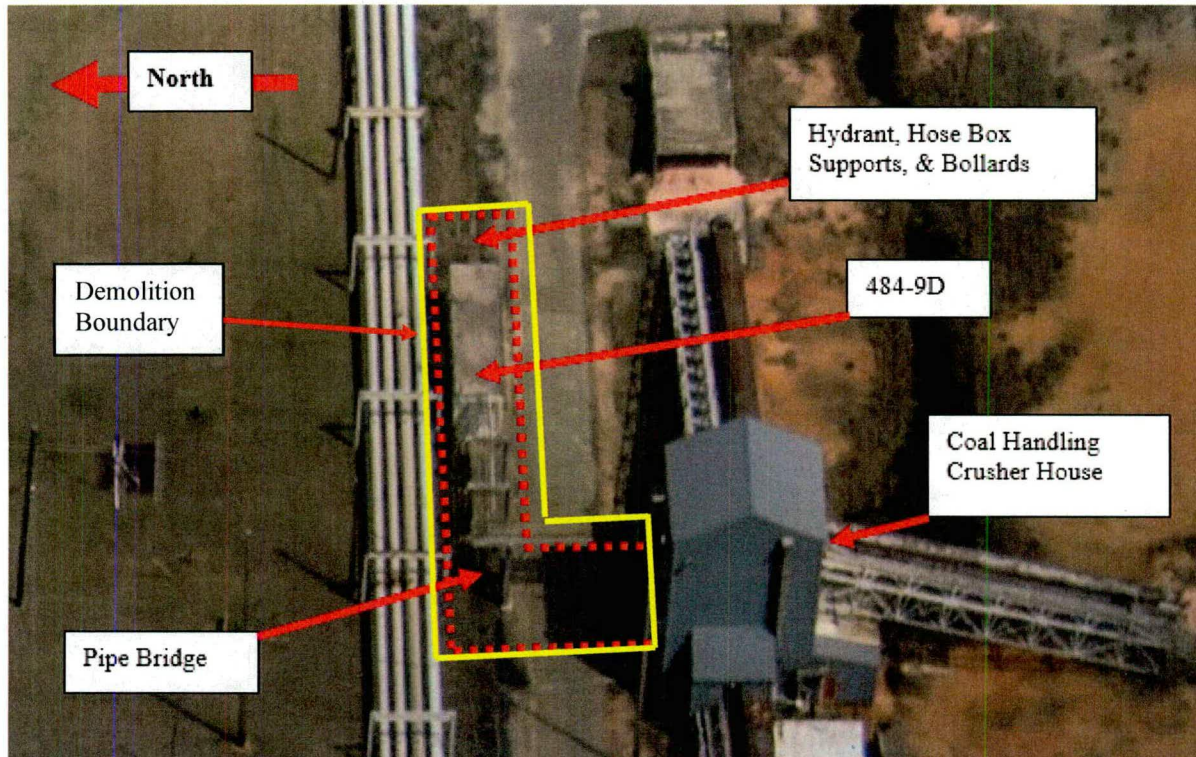 North
Hydrant, Hose Box
Supports, & Bollards
Demolition
Boundary
484-9D
Coal Handling
Crusher House
Pipe Bridge